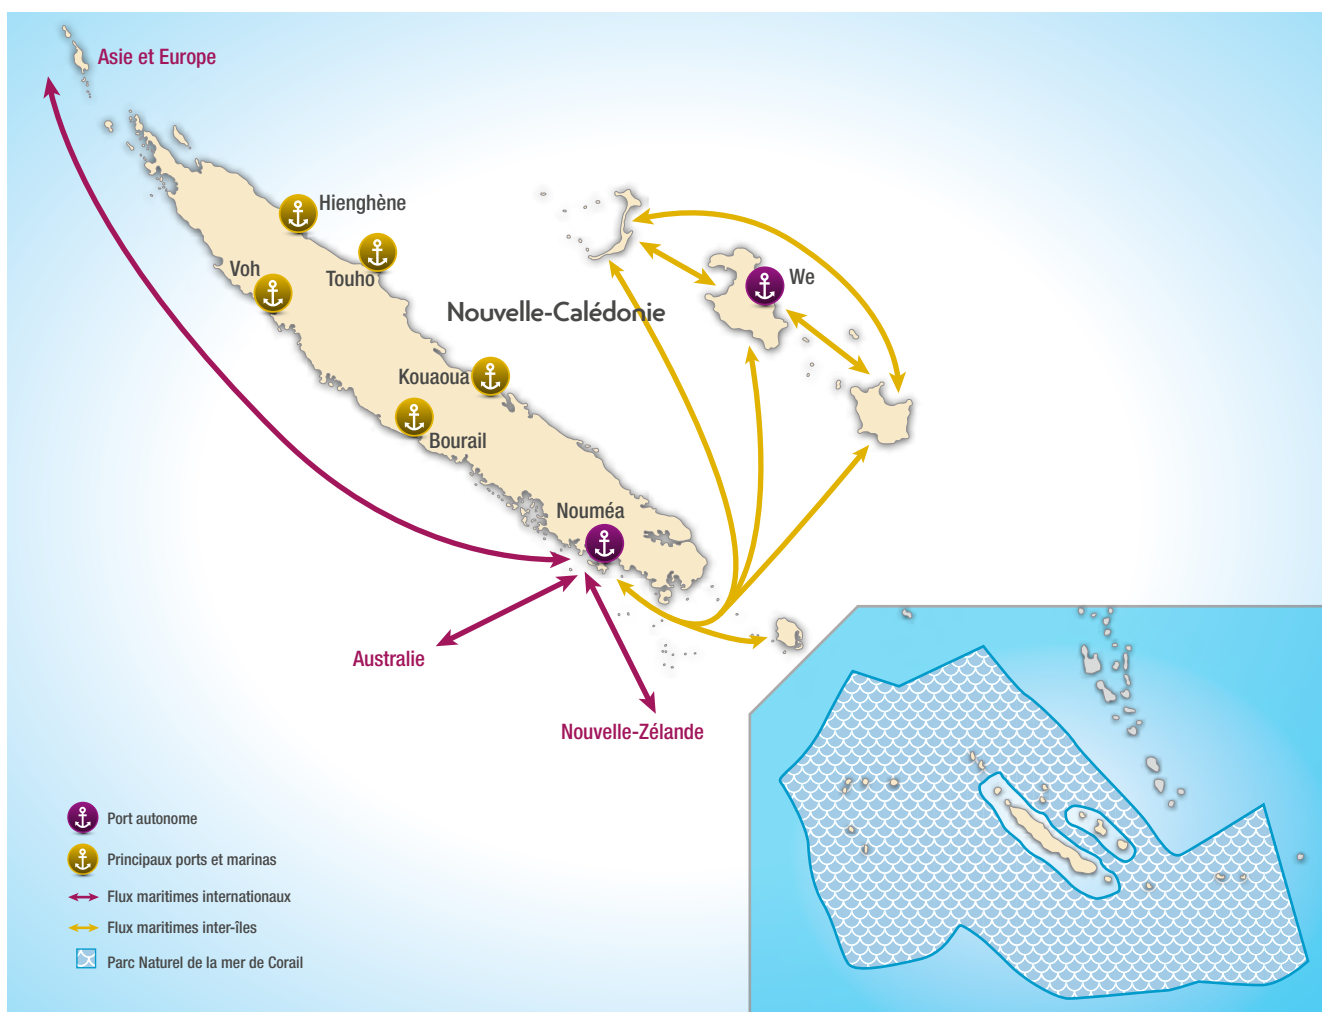 Asie et Europe
Hienghène
Voh
Touho
We
Nouvelle-Calédonie
Kouaoua
Bourail
Nouméa
Australie
Nouvelle-Zélande
Port autonome
Principaux ports et marinas
Flux maritimes internationaux
Flux maritimes inter-îles
Parc Naturel de la mer de Corail